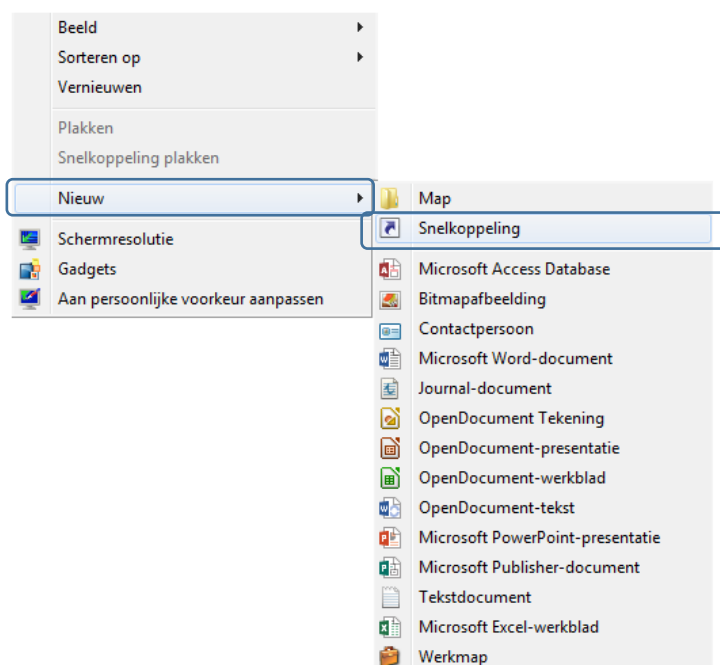 Beeld
Sorteren op
Vernieuwen
Plakken
Snelkoppeling plakken
Nieuw
Schermresolutie
Gadgets
Aan persoonlijke voorkeur aanpassen
Map
Snelkoppeling
Microsoft Access Database
Bitmapafbeelding
Contactpersoon
Microsoft Word-document
Journal-document
OpenDocument Tekening
OpenDocument-presentatie
OpenDocument-werkblad
OpenDocument-tekst
Microsoft PowerPoint-presentatie
Microsoft Publisher-document
Tekstdocument
Microsoft Excel-werkblad
Werkmap